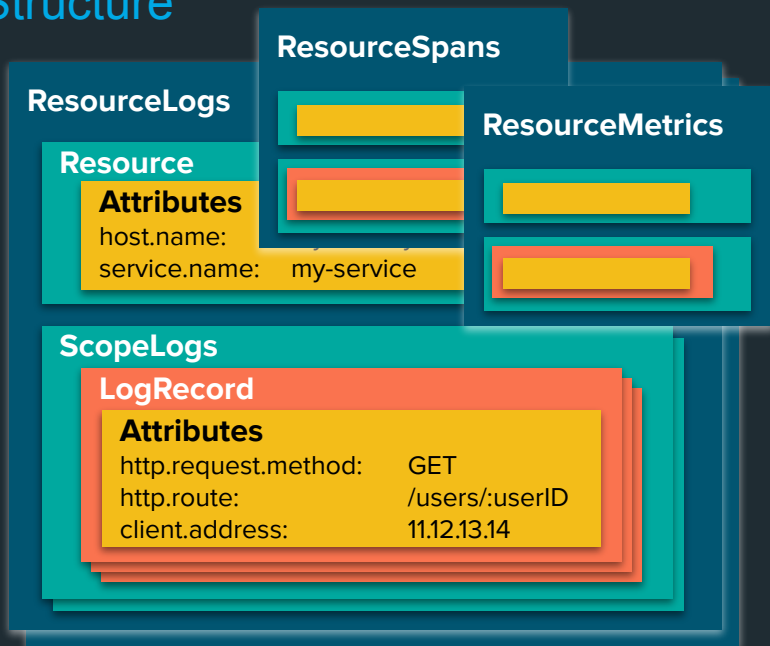 Structure
ResourceSpans
ResourceLogs
ResourceMetrics
Resource
Attributes
host.name:
service.name: my-service
ScopeLogs
LogRecord
Attributes
http.request.method: GET
http.route: /users/:userID
client.address: 11.12.13.14